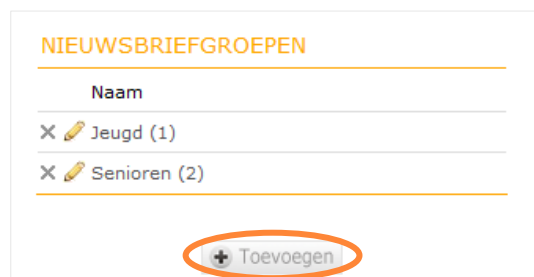 NIEUWSBRIEFGROEPEN
Naam
Jeugd (1)
Senioren (2)
Toevoegen